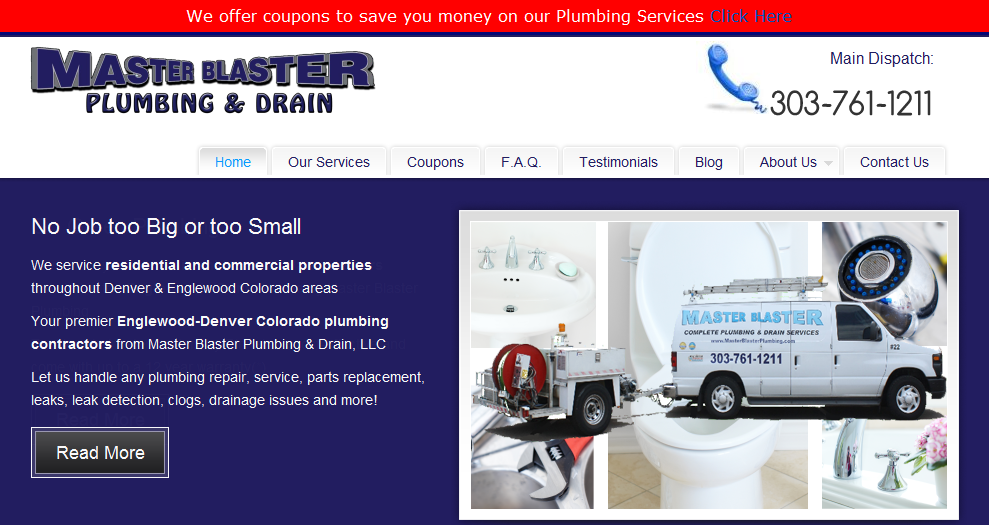 We offer coupons to save you money on our Plumbing Services Click Here
MASTER BLASTER
PLUMBING & DRAIN
Main Dispatch:
303-761-1211
Home
Our Services
Coupons
F.A.Q.
Testimonials
Blog
About Us
Contact Us
No Job too Big or too Small
We service residential and commercial properties
throughout Denver & Englewood Colorado areas
Your premier Englewood-Denver Colorado plumbing
contractors from Master Blaster Plumbing & Drain, LLC
Let us handle any plumbing repair, service, parts replacement,
leaks, leak detection, clogs, drainage issues and more!
Read More
MASTER BLASTER
COMPLETE PLUMBING & DRAIN SERVICES
www.MasterBlasterPlumbing.com
303-761-1211
#22